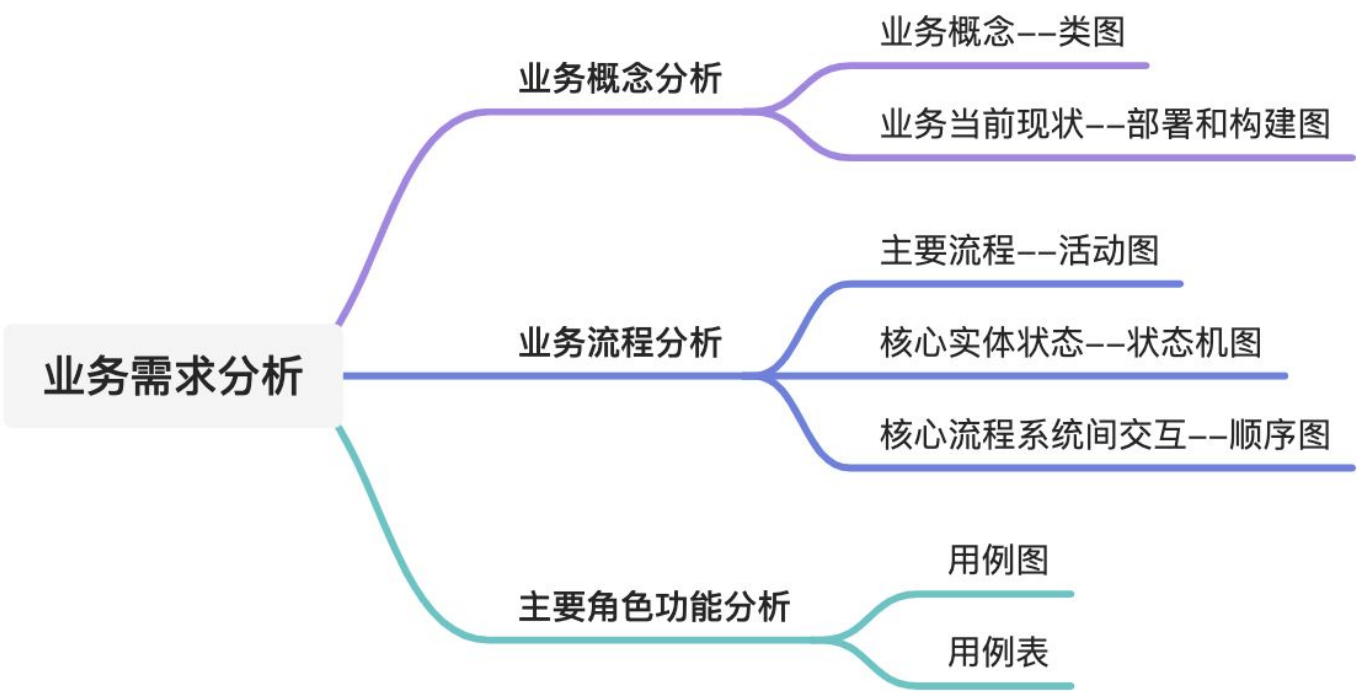 业务需求分析
业务概念分析
业务概念--类图
业务当前现状--部署和构建图
业务流程分析
主要流程--活动图
核心实体状态--状态机图
核心流程系统间交互--顺序图
主要角色功能分析
用例图
用例表